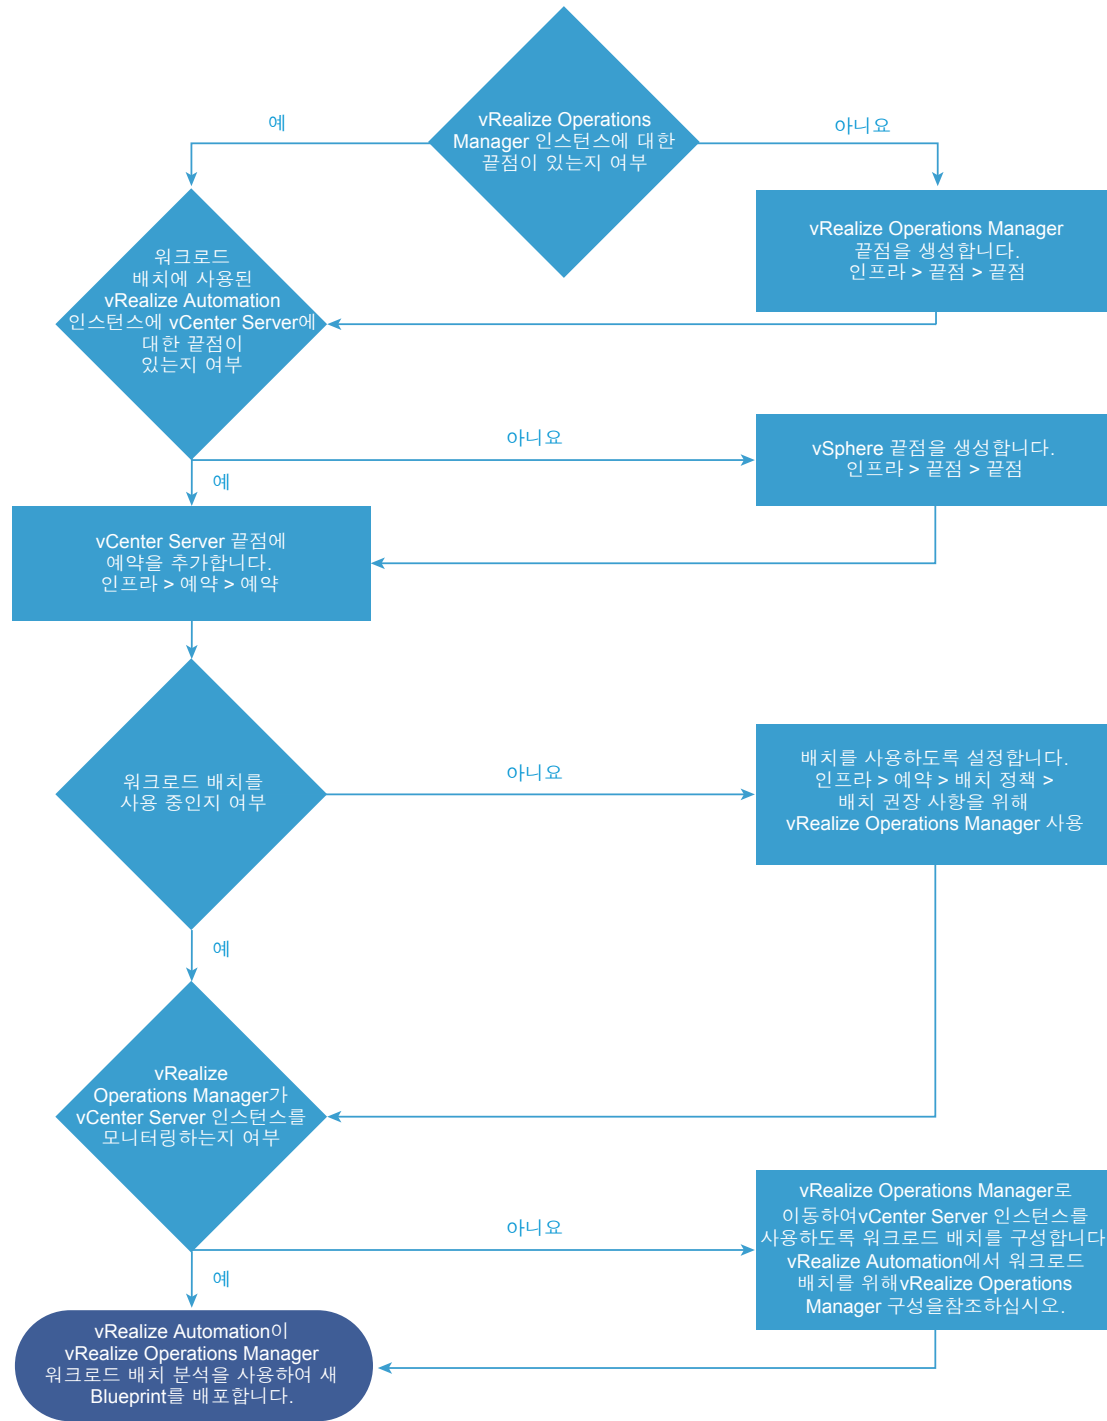 vRealize Operations
Manager 인스턴스에 대한
끝점이 있는지 여부
예
아니요
vRealize Operations Manager
끝점을 생성합니다.
인프라 > 끝점 > 끝점
워크로드
배치에 사용된
vRealize Automation
인스턴스에 vCenter Server에
대한 끝점이
있는지 여부
아니요
예
vSphere 끝점을 생성합니다.
인프라 > 끝점 > 끝점
vCenter Server 끝점에
예약을 추가합니다.
인프라 > 예약 > 예약
워크로드 배치를
사용 중인지 여부
아니요
예
배치를 사용하도록 설정합니다.
인프라 > 예약 > 배치 정책 >
배치 권장 사항을 위해
vRealize Operations Manager 사용
vRealize
Operations Manager가
vCenter Server 인스턴스를
모니터링하는지 여부
아니요
예
vRealize Operations Manager로
이동하여vCenter Server 인스턴스를
사용하도록 워크로드 배치를 구성합니다
vRealize Automation에서 워크로드
배치를 위해vRealize Operations
Manager 구성을참조하십시오.
vRealize Automation이
vRealize Operations Manager
워크로드 배치 분석을 사용하여 새
Blueprint를 배포합니다.